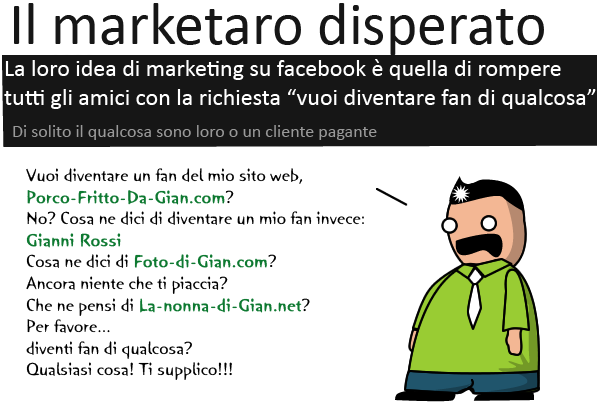 Il marketaro disperato
La loro idea di marketing su facebook è quella di rompere
tutti gli amici con la richiesta “vuoi diventare fan di qualcosa”
Di solito il qualcosa sono loro o un cliente pagante
Vuoi diventare un fan del mio sito web,
Porco-Fritto-Da-Gian.com?
No? Cosa ne dici di diventare un mio fan invece:
Gianni Rossi
Cosa ne dici di Foto-di-Gian.com?
Ancora niente che ti piaccia?
Che ne pensi di La-nonna-di-Gian.net?
Per favore...
diventi fan di qualcosa?
Qualsiasi cosa! Ti supplico!!!